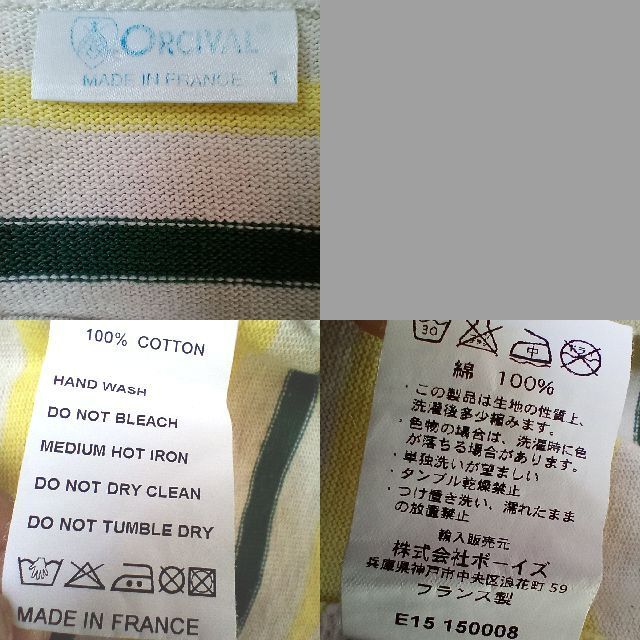 ORCIVAL
MADE IN FRANCE 1
100% COTTON
HAND WASH
DO NOT BLEACH
MEDIUM HOT IRON
DO NOT DRY CLEAN
DO NOT TUMBLE DRY
MADE IN FRANCE
30 中
綿 100%
・この製品は生地の性質上、
洗濯後多少縮みます。
・色物の場合は、洗濯時に色
が落ちる場合があります。
・単独洗いが望ましい
・タンブル乾燥禁止
・つけ置き洗い、濡れたまま
の放置禁止
輸入販売元
株式会社ボーイズ
兵庫県神戸市中央区浪花町 59
フランス製
E15 150008